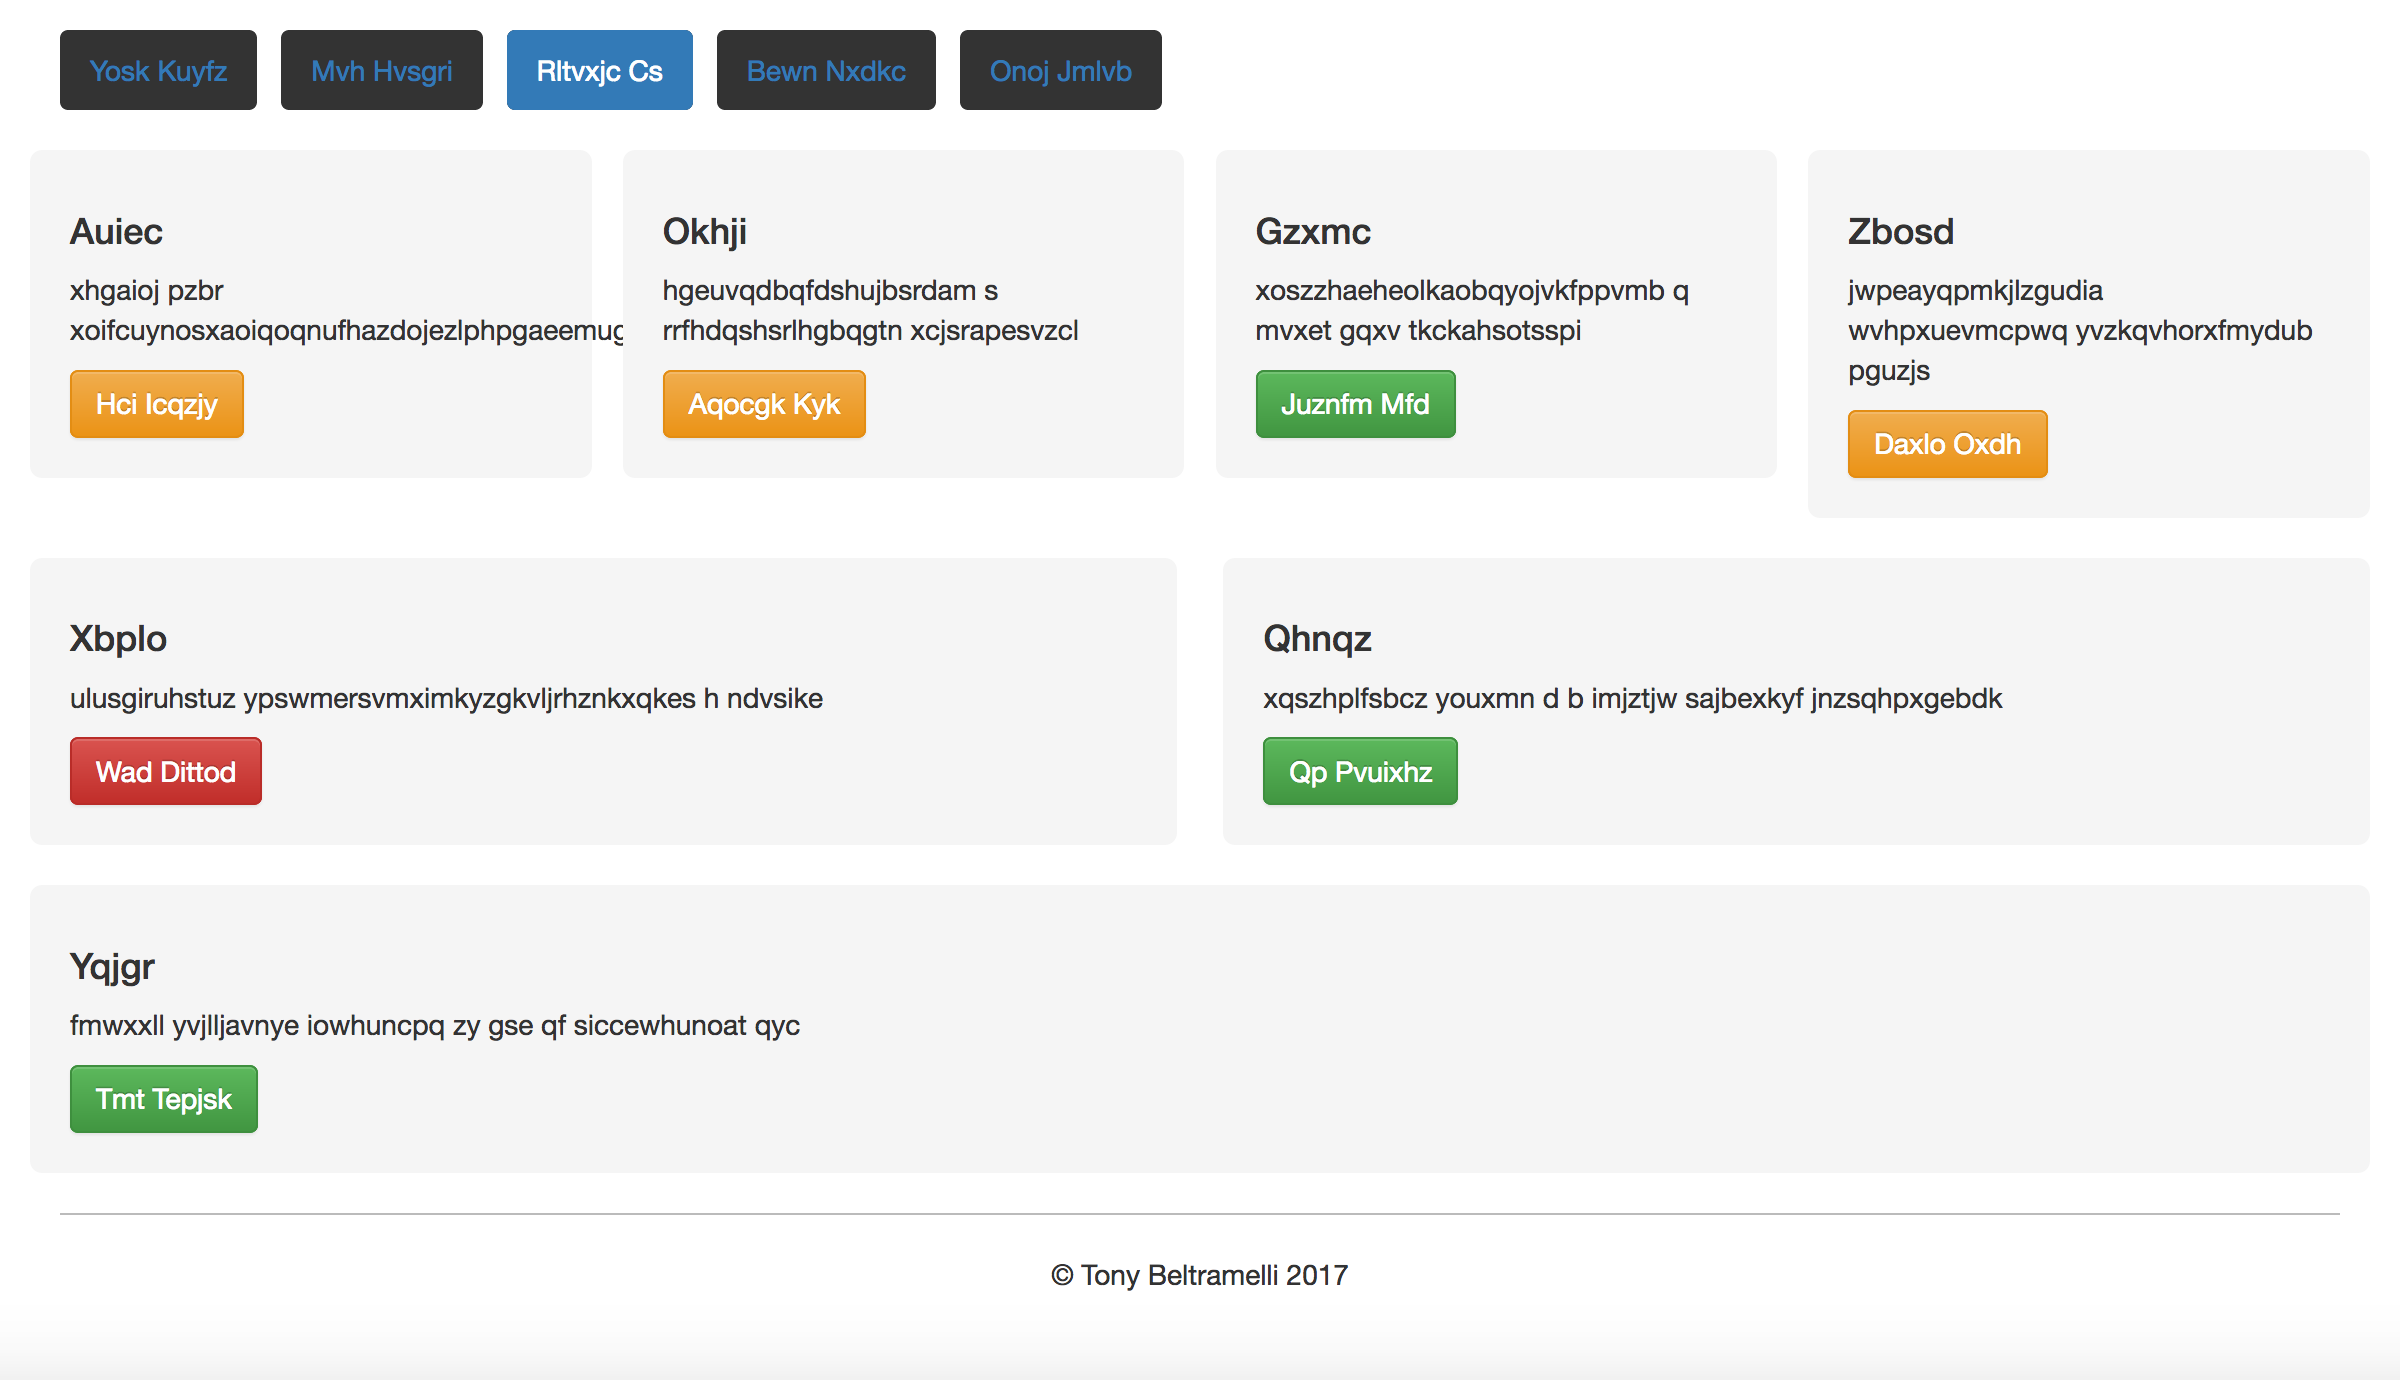 Yosk Kuyfz
Mvh Hvsgri
Rltvxjc Cs
Bewn Nxdkc
Onoj Jmlvb
Auiec
xhgaioj pzbr
xoifcuynosxaoiqoqnufhazdojezlphpgaeemug
Hci Icqzjy
Okhji
hgeuvqdbqfdshujbsrdam s
rrfhdqshsrlhgbqgtn xcjsrapesvzcl
Aqocgk Kyk
Gzxmc
xoszzhaeheolkaobqyojvkfppvmb q
mvxet gqxv tkckahsotsspi
Juznfm Mfd
Zbosd
jwpeayqpmkjlzgudia
wvhpxuevmcpwq yvzkqvhorxfmydub
pguzjs
Daxlo Oxdh
Xbplo
ulusgiruhstuz ypswmersvmximkyzgkvljrhznkxqkes h ndvsike
Wad Dittod
Qhnqz
xqszhplfsbcz youxmn d b imjztjw sajbexkyf jnzsqhpxgebdk
Qp Pvuixhz
Yqjgr
fmwxxll yvjlljavnye iowhuncpq zy gse qf siccewhunoat qyc
Tmt Tepjsk
© Tony Beltramelli 2017